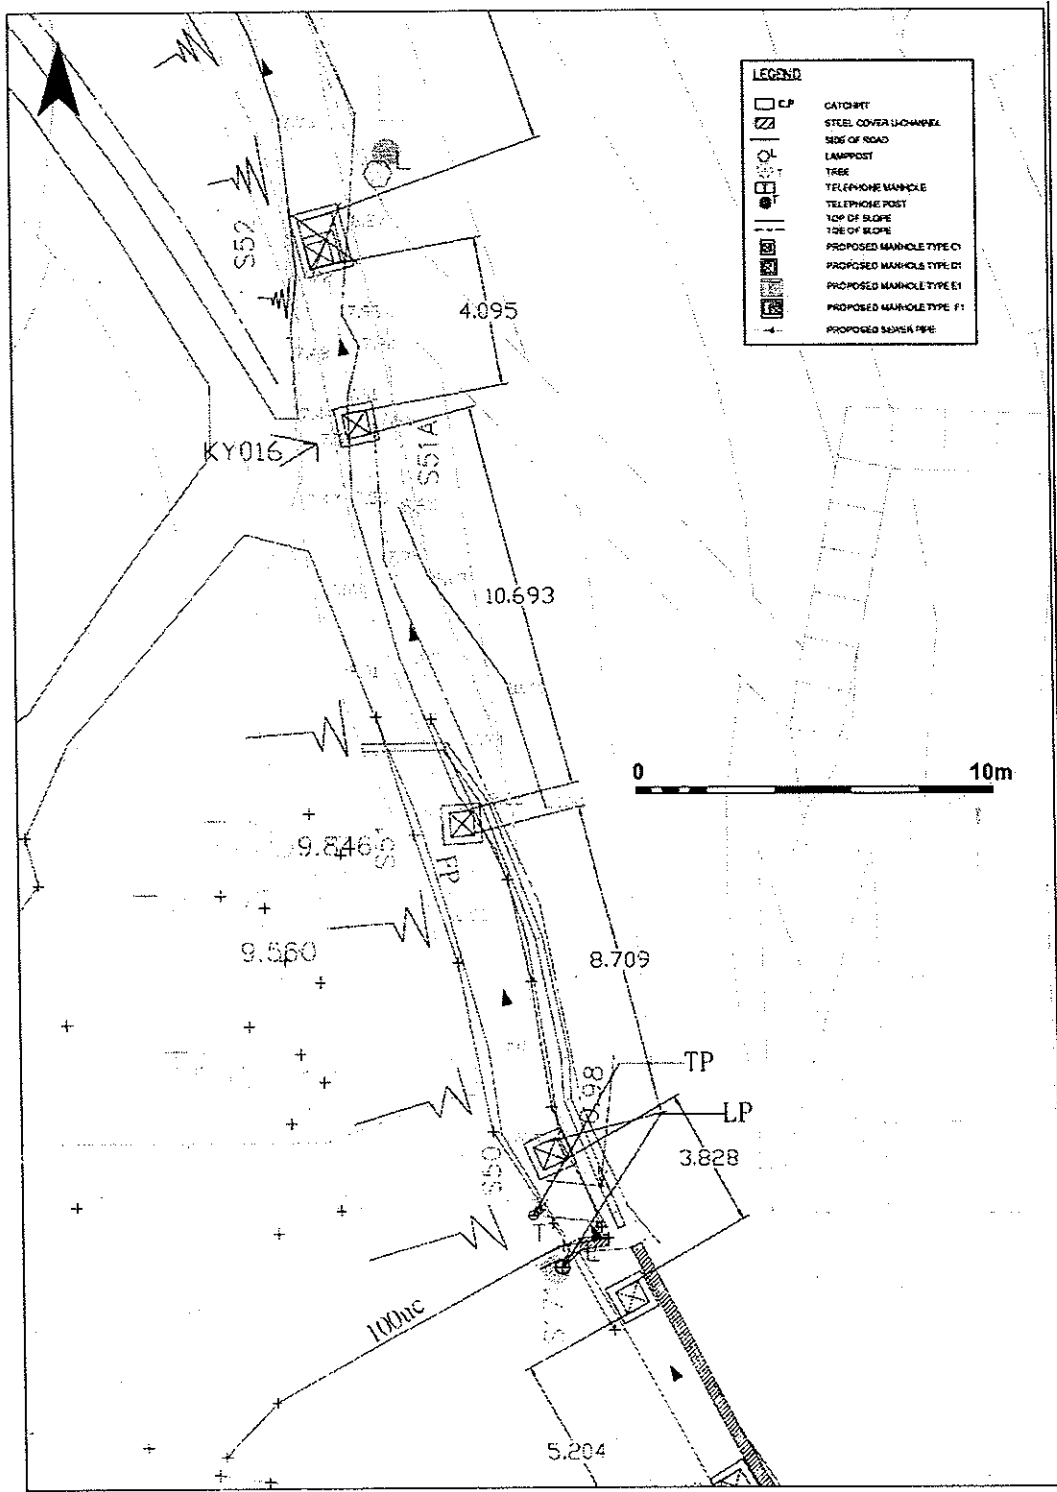 LEGEND
C.P CATCHPIT
STEEL COVER U-CHANNEL
SIDE OF ROAD
L LAMPPOST
T TREE
T TELEPHONE MANHOLE
T TELEPHONE POST
TOP OF SLOPE
TOE OF SLOPE
PROPOSED MANHOLE TYPE C1
PROPOSED MANHOLE TYPE D1
PROPOSED MANHOLE TYPE E1
PROPOSED MANHOLE TYPE F1
PROPOSED SEWER PIPE
L
S52
4.095
KY016
S51A
10.693
0 10m
9.846
S51
pp
9.560
8.709
TP
9.98
LP
3.828
S50
T
L
100uc
5.204